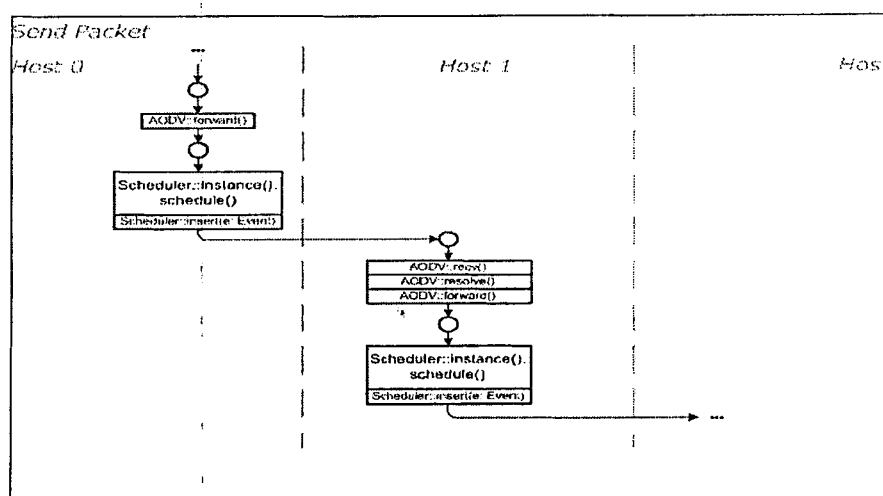 Send Packet
Host 0
Host 1
Hos
...
AODV::forward()
Scheduler::instance().
schedule()
Scheduler::insert(e: Event)
AODV::recv()
AODV::resolve()
AODV::forward()
Scheduler::instance().
schedule()
Scheduler::insert(e: Event)
...